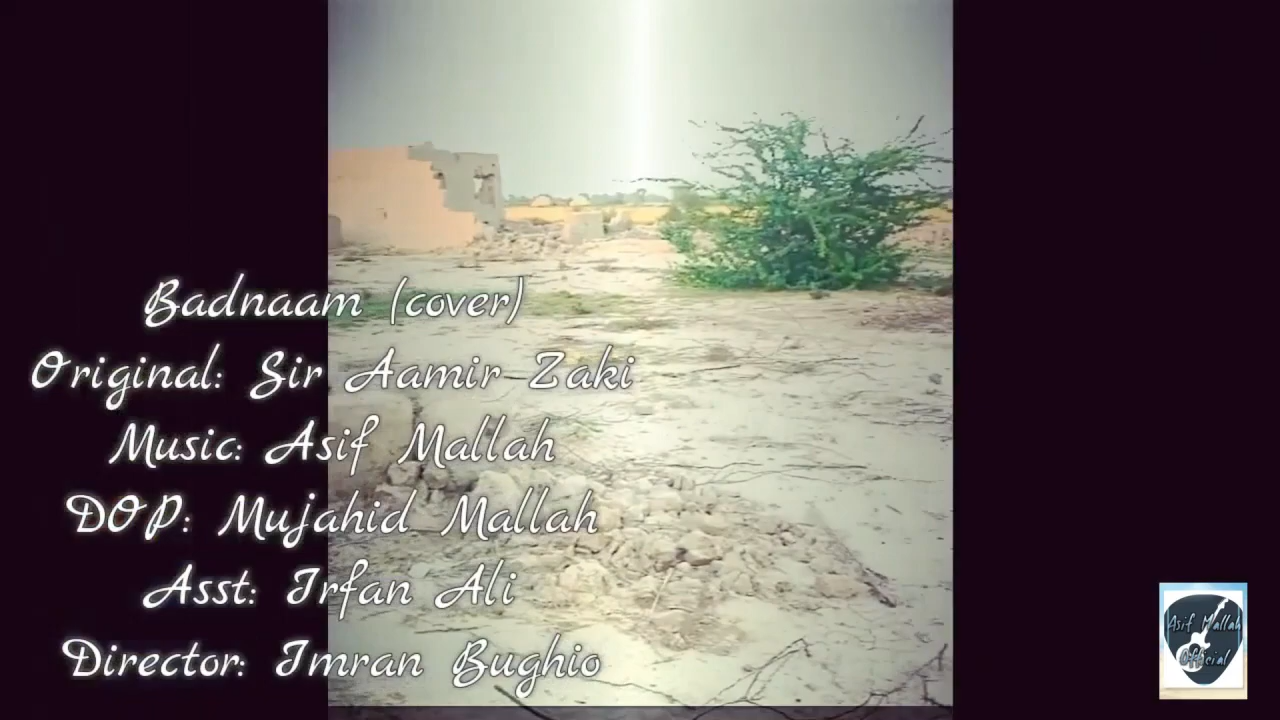 Badnaam (cover)
Original: Sir Aamir Zaki
Music: Asif Mallah
DOP: Mujahid Mallah
Asst: Irfan Ali
Director: Imran Bughio
Asif Mallah
Official